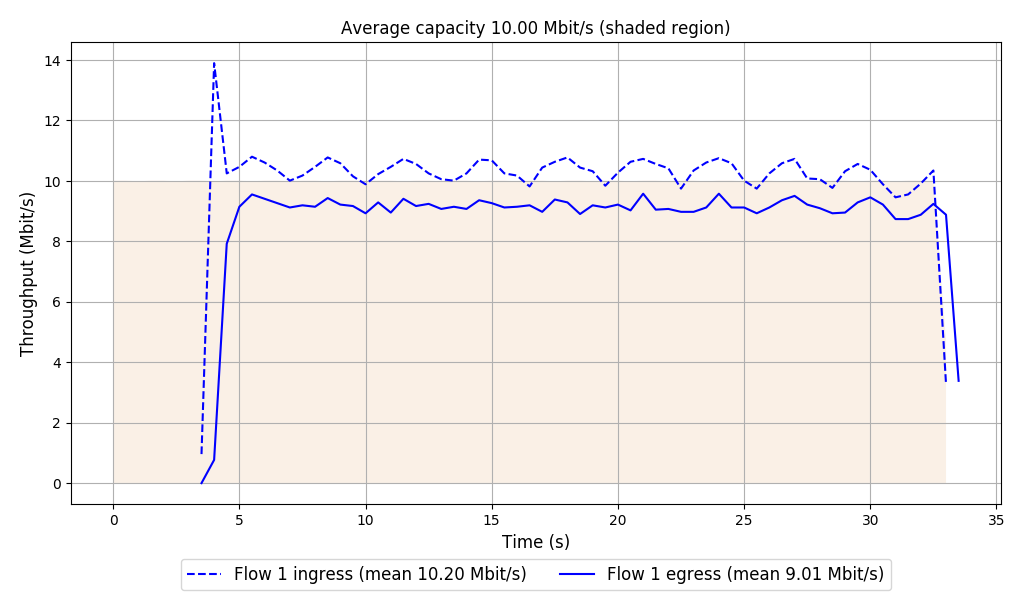 Average capacity 10.00 Mbit/s (shaded region)
Throughput (Mbit/s)
14
12
10
8
6
4
2
0
0 5 10 15 20 25 30 35
Time (s)
Flow 1 ingress (mean 10.20 Mbit/s) Flow 1 egress (mean 9.01 Mbit/s)